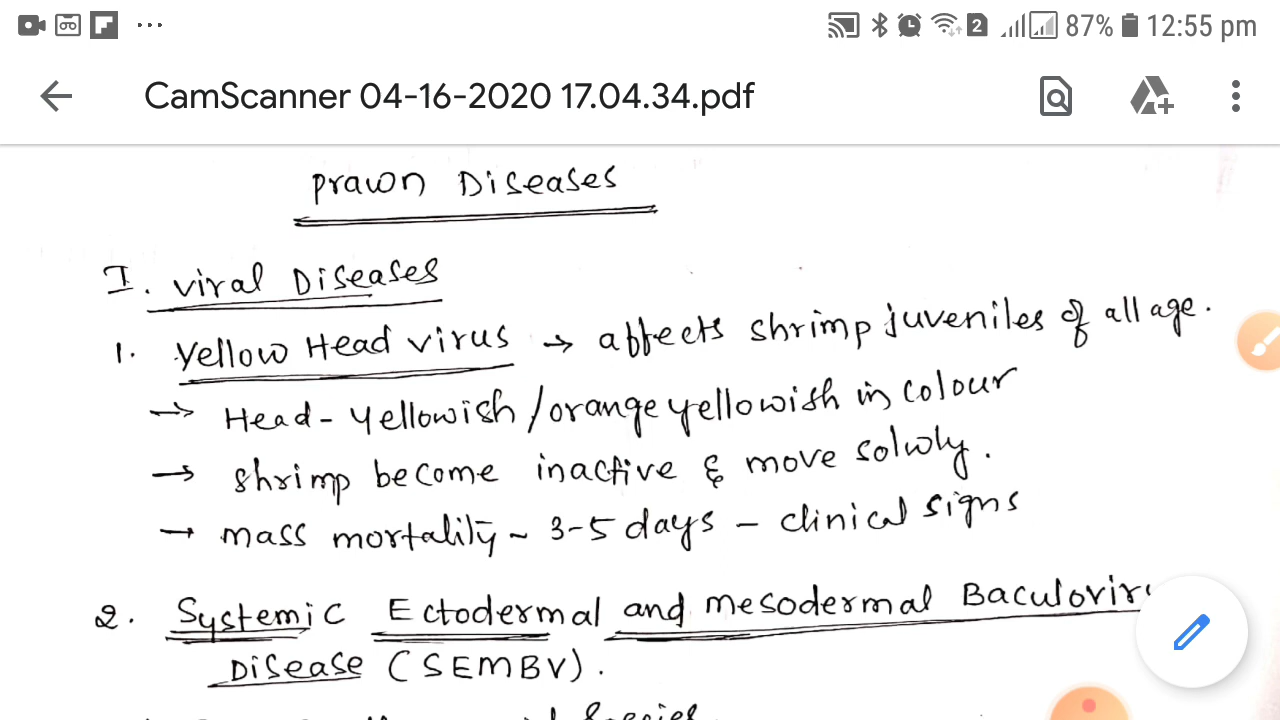 87% 12:55 pm
CamScanner 04-16-2020 17.04.34.pdf
Prawn Diseases
I. viral Diseases
1. Yellow Head virus → affects shrimp juveniles of all age.
→ Head - yellowish /orange yellowish in colour
→ shrimp become inactive & move solwly.
→ mass mortality - 3-5 days - clinical signs
2. Systemic Ectodermal and mesodermal Baculoviru
Disease (SEMBV).
Species